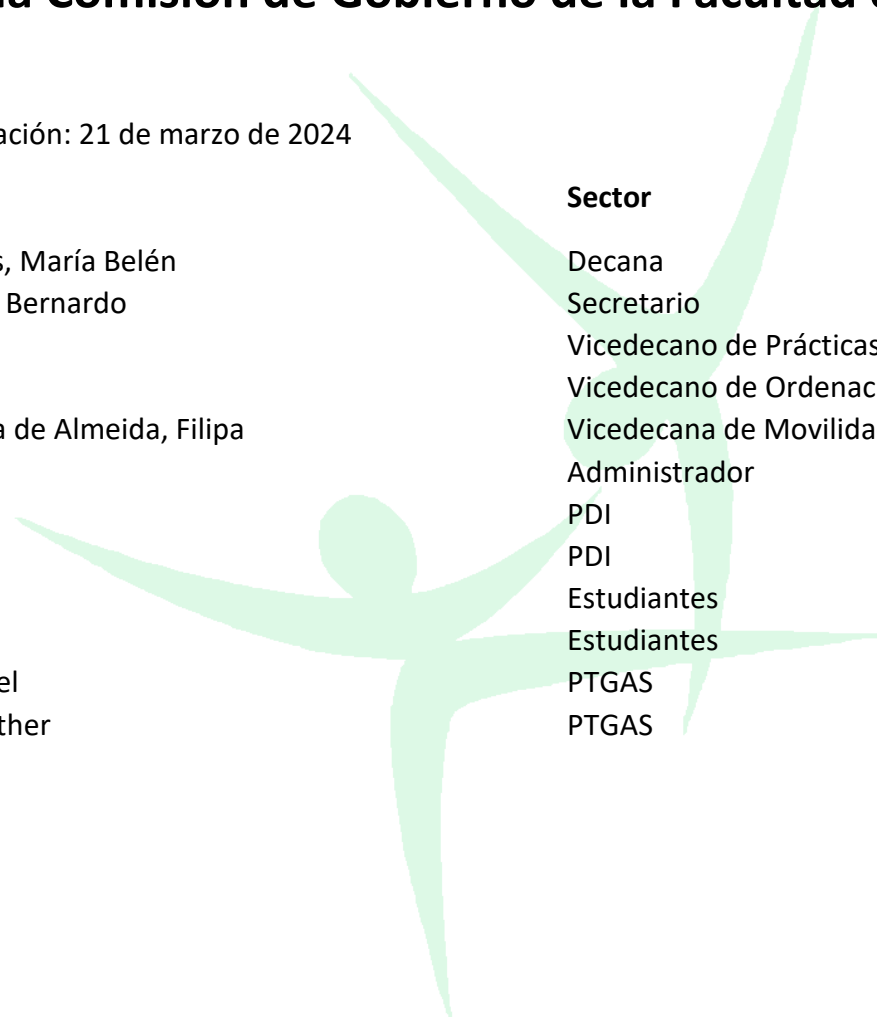 la Comisión de Gobierno de la Facultad
ación: 21 de marzo de 2024
Sector
s, María Belén Decana
Bernardo Secretario
Vicedecano de Prácticas
Vicedecano de Ordenac
a de Almeida, Filipa Vicedecana de Movilida
Administrador
PDI
PDI
Estudiantes
Estudiantes
el PTGAS
ther PTGAS